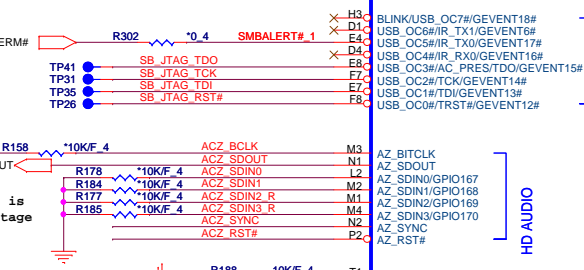 H3 BLINK/USB_OC7#/GEVENT18#
D1 USB_OC6#/IR_TX1/GEVENT6#
ERM# R302 *0_4 SMBALERT#_1 E4 USB_OC5#/IR_TX0/GEVENT17#
D4 USB_OC4#/IR_RX0/GEVENT16#
TP41 SB_JTAG_TDO E8 USB_OC3#/AC_PRES/TDO/GEVENT15#
TP31 SB_JTAG_TCK F7 USB_OC2#/TCK/GEVENT14#
TP35 SB_JTAG_TDI E7 USB_OC1#/TDI/GEVENT13#
TP26 SB_JTAG_RST# F8 USB_OC0#/TRST#/GEVENT12#
R158 *10K/F_4 ACZ_BCLK M3 AZ_BITCLK
UT ACZ_SDOUT N1 AZ_SDOUT
R178 *10K/F_4 ACZ_SDIN0 L2 AZ_SDIN0/GPIO167
R184 *10K/F_4 ACZ_SDIN1 M2 AZ_SDIN1/GPIO168
is R177 *10K/F_4 ACZ_SDIN2_R M1 AZ_SDIN2/GPIO169
tage R185 *10K/F_4 ACZ_SDIN3_R M4 AZ_SDIN3/GPIO170
ACZ_SYNC N2 AZ_SYNC
ACZ_RST# P2 AZ_RST#
HD AUDIO